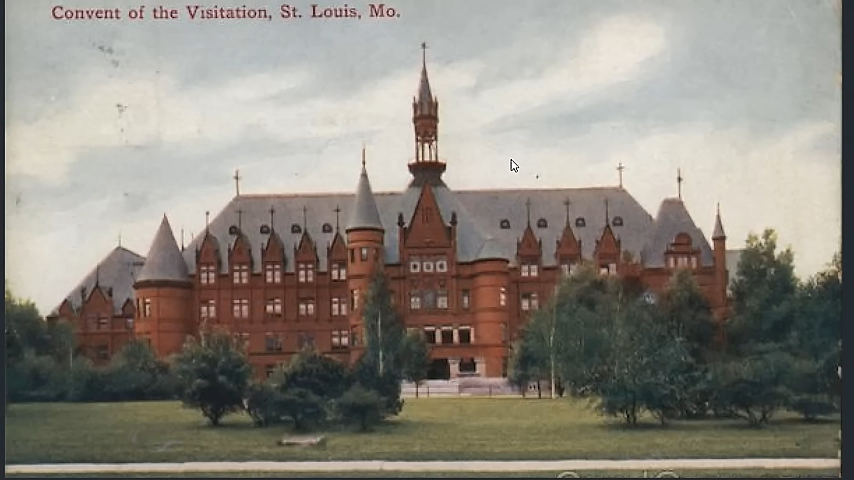 Convent of the Visitation, St. Louis, Mo.